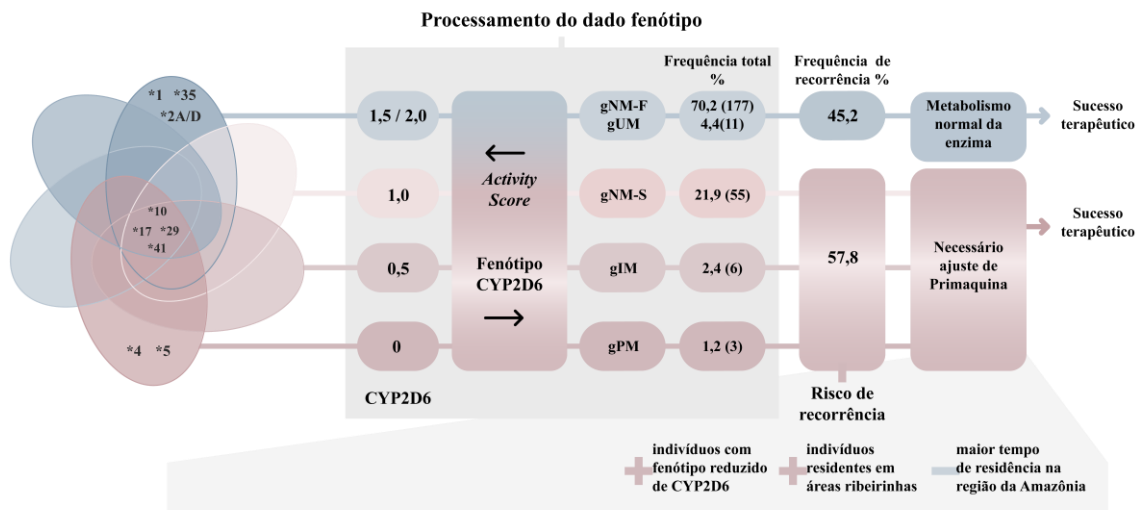 Processamento do dado fenótipo
Frequência total
%
Frequência de
recorrência %
*1 *35
*2A/D
1,5 / 2,0
gNM-F
gUM
70,2 (177)
4,4(11)
45,2
Metabolismo
normal da
enzima
Sucesso
terapêutico
*10
*17 *29
*41
1,0
Activity
Score
gNM-S
21,9 (55)
Sucesso
terapêutico
0,5
Fenótipo
CYP2D6
gIM
2,4 (6)
57,8
Necessário
ajuste de
Primaquina
*4 *5
0
gPM
1,2 (3)
CYP2D6
Risco de
recorrência
indivíduos com
fenótipo reduzido
de CYP2D6
indivíduos
residentes em
áreas ribeirinhas
maior tempo
de residência na
região da Amazônia